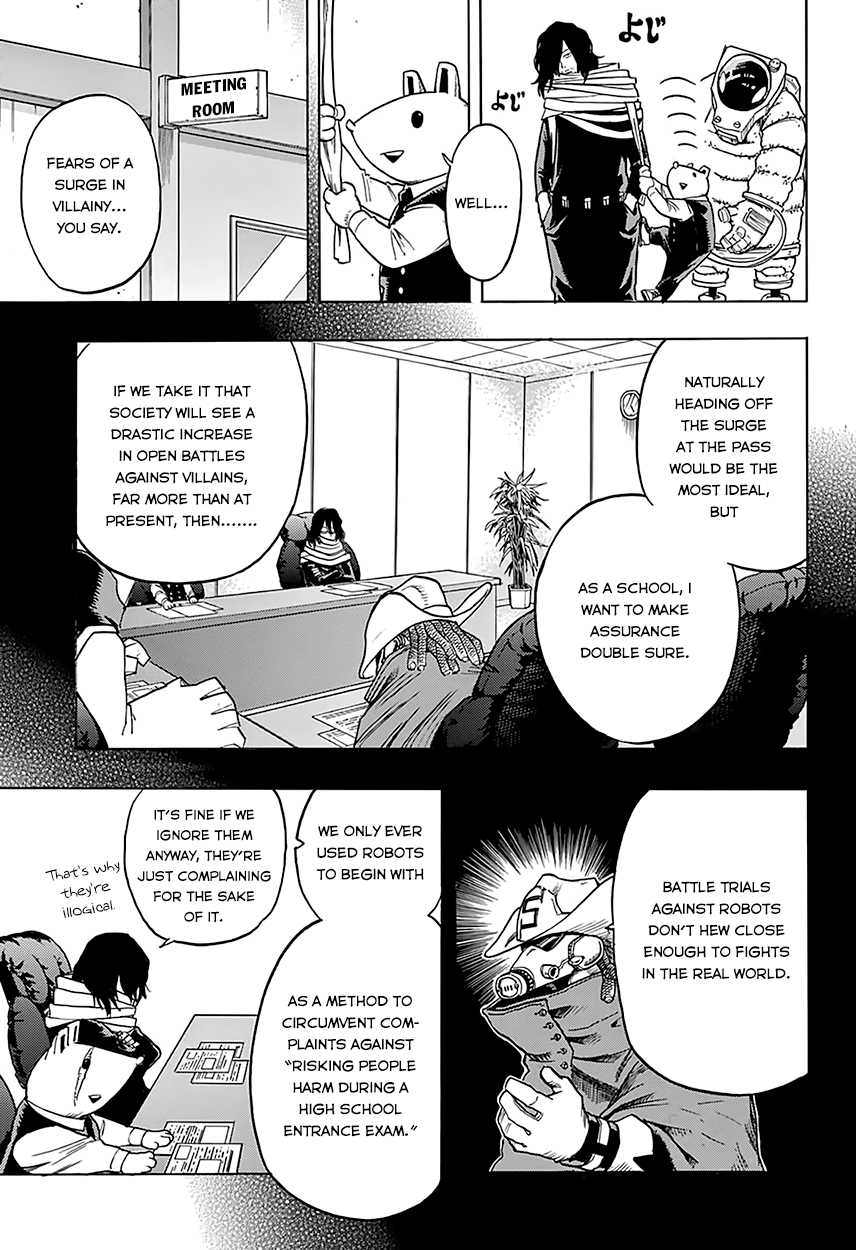 よじ
よじ
WELL...
MEETING
ROOM
FEARS OF A
SURGE IN
VILLAINY...
YOU SAY.
NATURALLY
HEADING OFF
THE SURGE
AT THE PASS
WOULD BE THE
MOST IDEAL,
BUT
AS A SCHOOL, I
WANT TO MAKE
ASSURANCE
DOUBLE SURE.
IF WE TAKE IT THAT
SOCIETY WILL SEE A
DRASTIC INCREASE
IN OPEN BATTLES
AGAINST VILLAINS,
FAR MORE THAN AT
PRESENT, THEN.......
BATTLE TRIALS
AGAINST ROBOTS
DON'T HEW CLOSE
ENOUGH TO FIGHTS
IN THE REAL WORLD.
WE ONLY EVER
USED ROBOTS
TO BEGIN WITH
AS A METHOD TO
CIRCUMVENT COM-
PLAINTS AGAINST
"RISKING PEOPLE
HARM DURING A
HIGH SCHOOL
ENTRANCE EXAM."
IT'S FINE IF WE
IGNORE THEM
ANYWAY, THEY'RE
JUST COMPLAINING
FOR THE SAKE
OF IT.
That's why
they're
illogical.